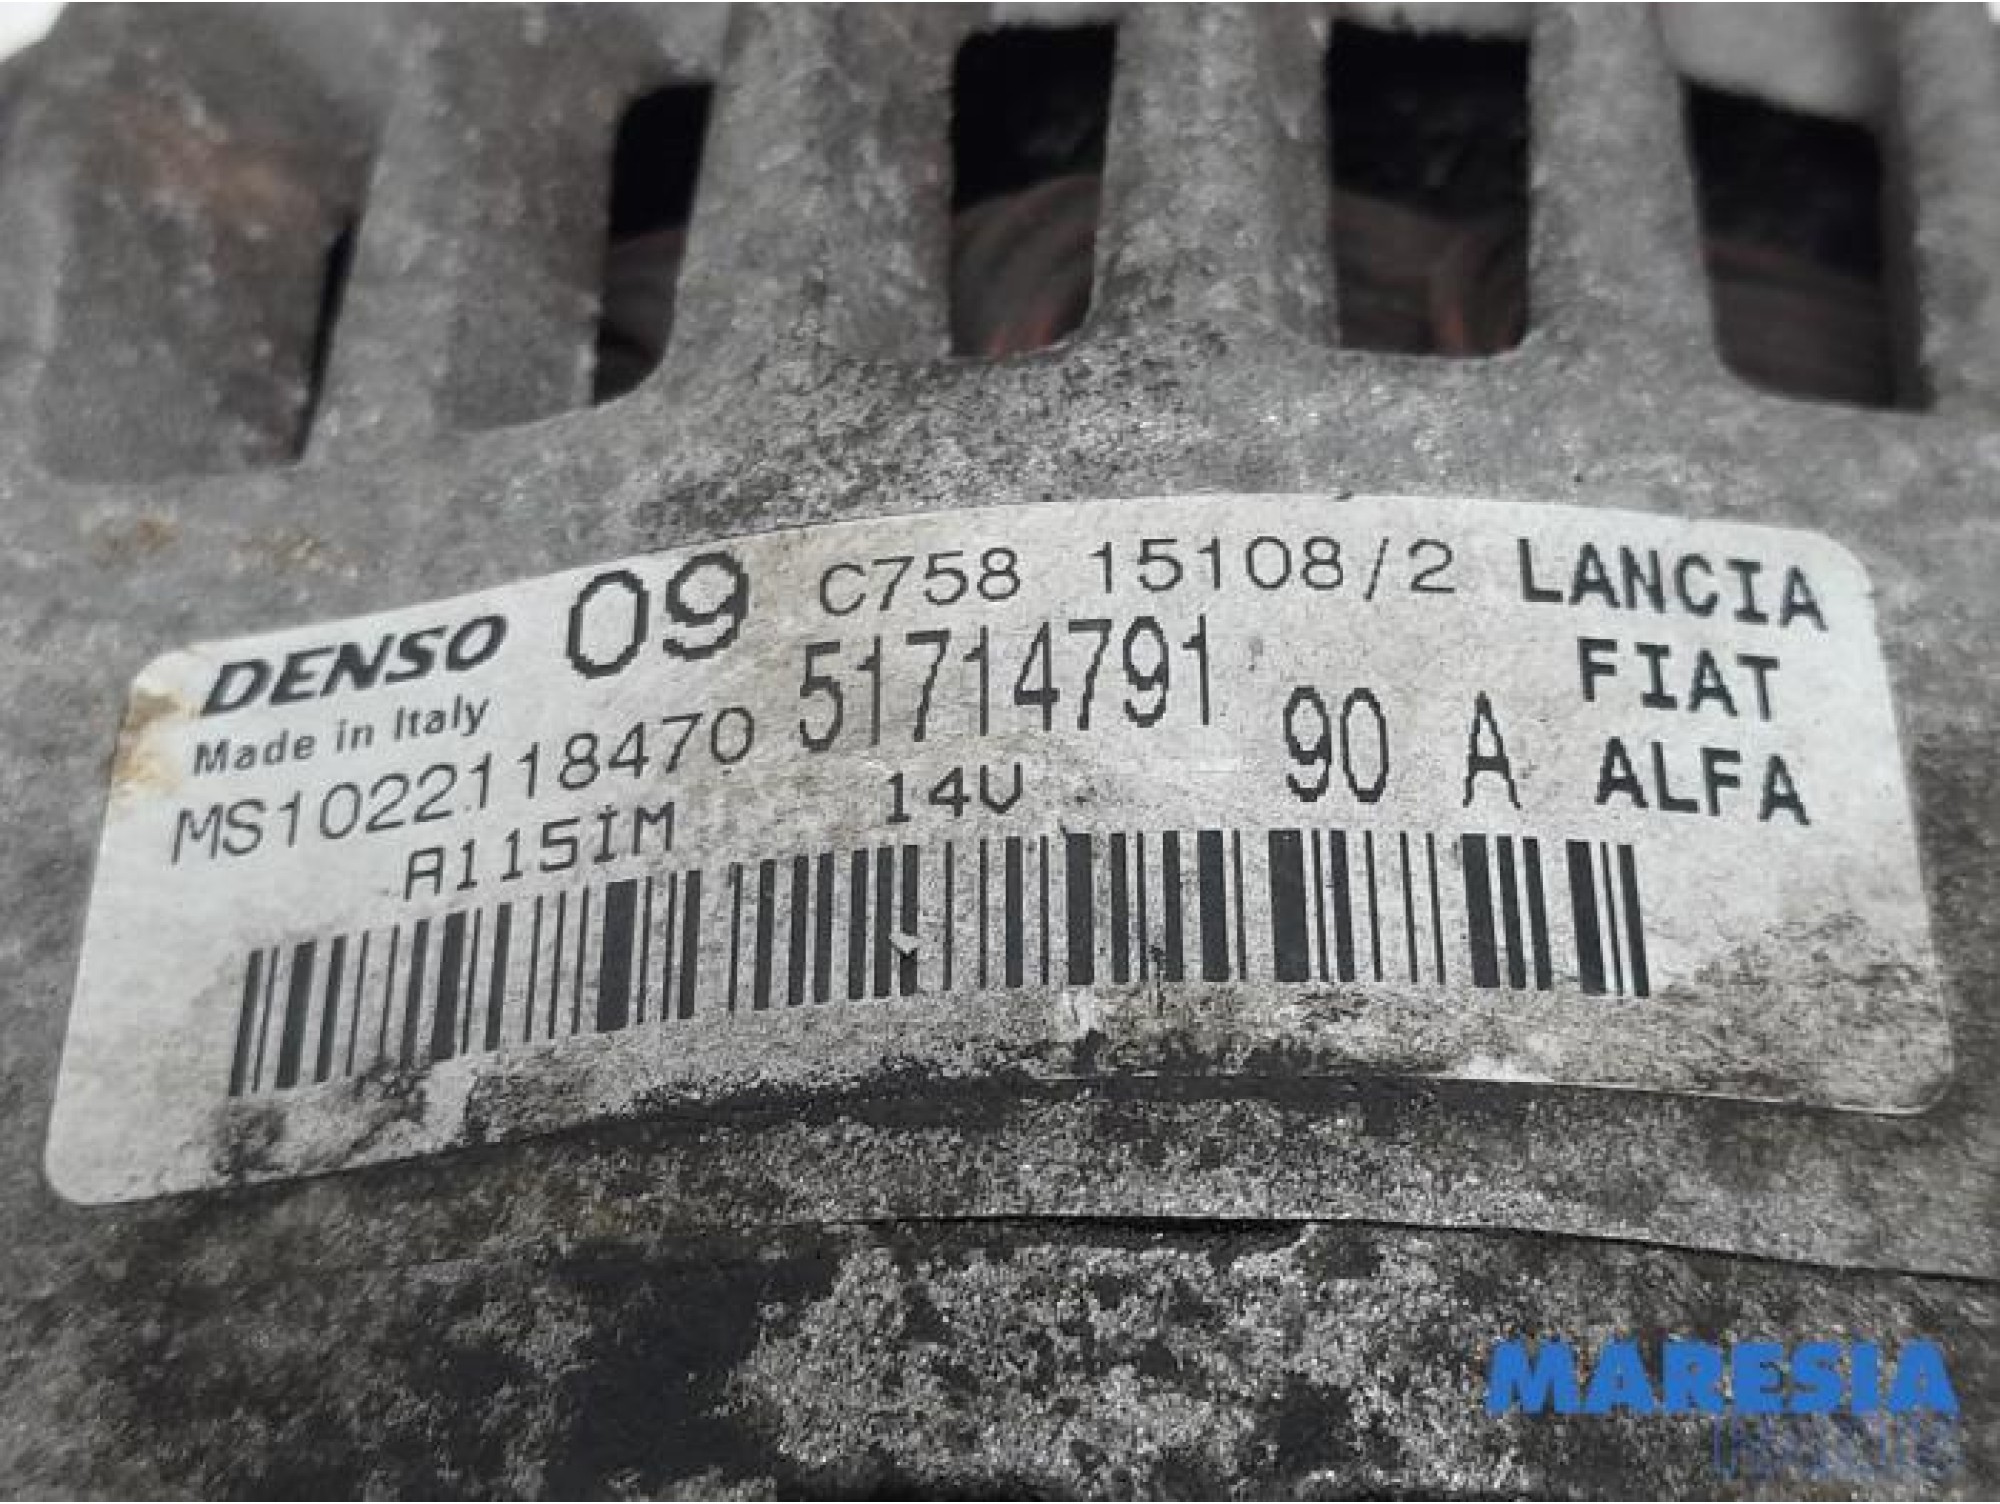 DENSO 09 C758 15108/2 LANCIA
Made in Italy 51714791 FIAT
MS1022118470 14V 90 A ALFA
A115IM
MARESIA